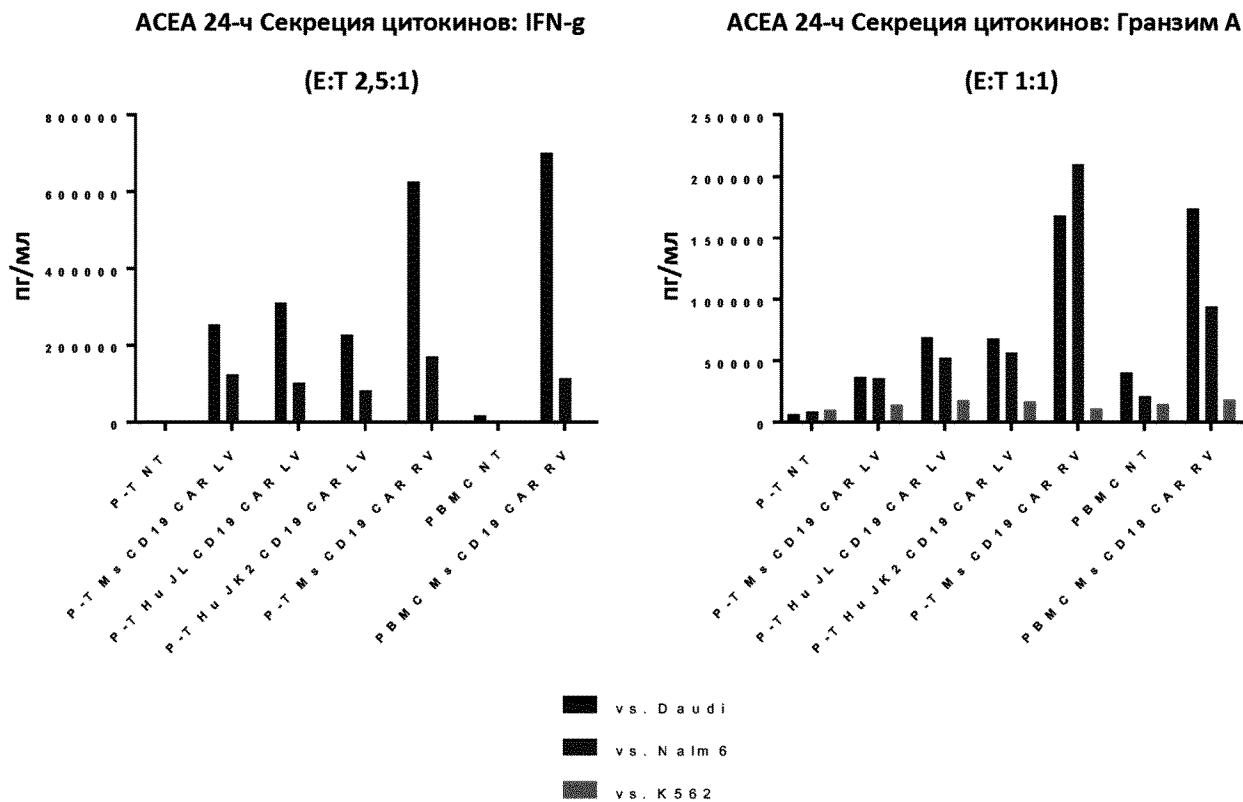 ACEA 24-ч Секреция цитокинов: IFN-g
(E:T 2,5:1)
пг/мл
800000
600000
400000
200000
0
P-T NT
P-T Ms CD19 CAR LV
P-T Hu JL CD19 CAR LV
P-T Hu JK2 CD19 CAR LV
P-T Ms CD19 CAR RV
PBMC NT
PBMC Ms CD19 CAR RV
ACEA 24-ч Секреция цитокинов: Гранзим A
(E:T 1:1)
пг/мл
250000
200000
150000
100000
50000
0
P-T NT
P-T Ms CD19 CAR LV
P-T Hu JL CD19 CAR LV
P-T Hu JK2 CD19 CAR LV
P-T Ms CD19 CAR RV
PBMC NT
PBMC Ms CD19 CAR RV
vs. Daudi
vs. Nalm 6
vs. K562